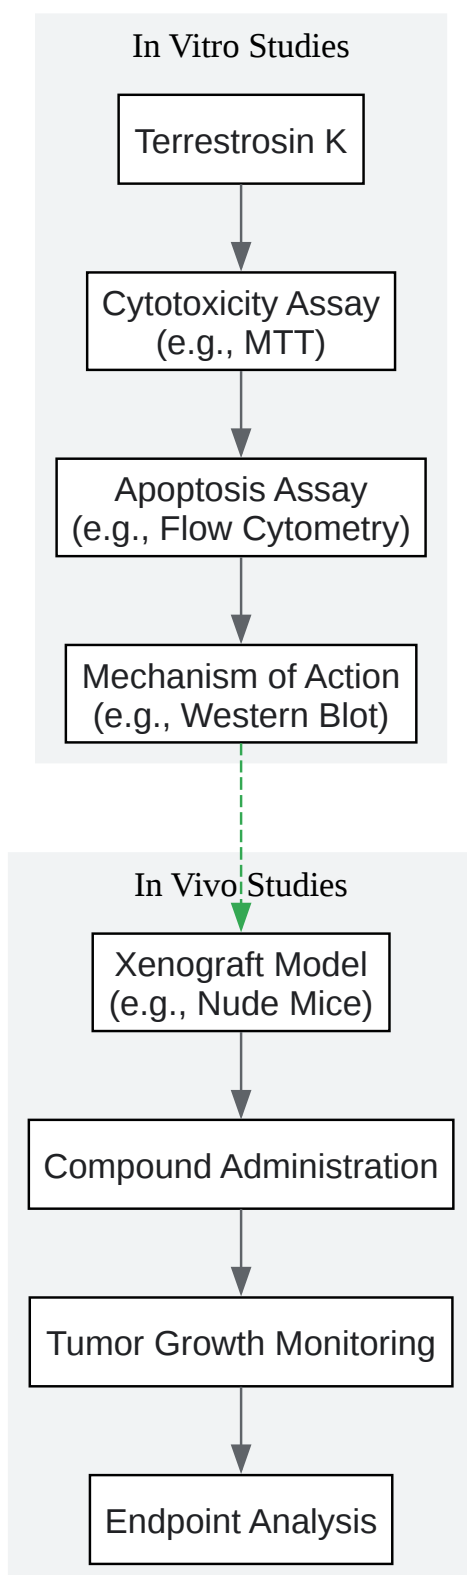 In Vitro Studies
Terrestrosin K
Cytotoxicity Assay
(e.g., MTT)
Apoptosis Assay
(e.g., Flow Cytometry)
Mechanism of Action
(e.g., Western Blot)
In Vivo Studies
Xenograft Model
(e.g., Nude Mice)
Compound Administration
Tumor Growth Monitoring
Endpoint Analysis